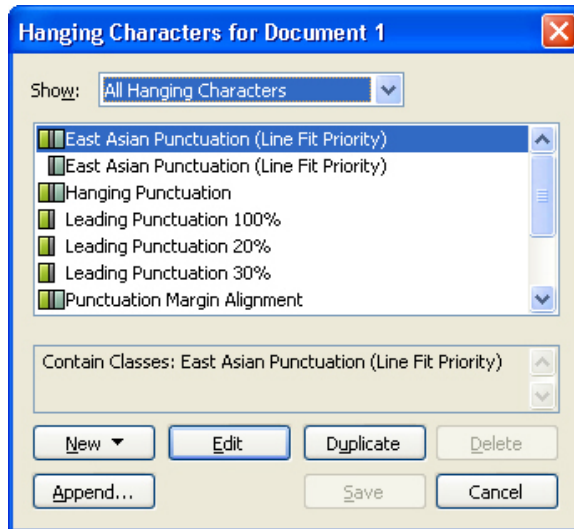 Hanging Characters for Document 1
Show: All Hanging Characters
East Asian Punctuation (Line Fit Priority)
East Asian Punctuation (Line Fit Priority)
Hanging Punctuation
Leading Punctuation 100%
Leading Punctuation 20%
Leading Punctuation 30%
Punctuation Margin Alignment
Contain Classes: East Asian Punctuation (Line Fit Priority)
New Edit Duplicate Delete
Append... Save Cancel